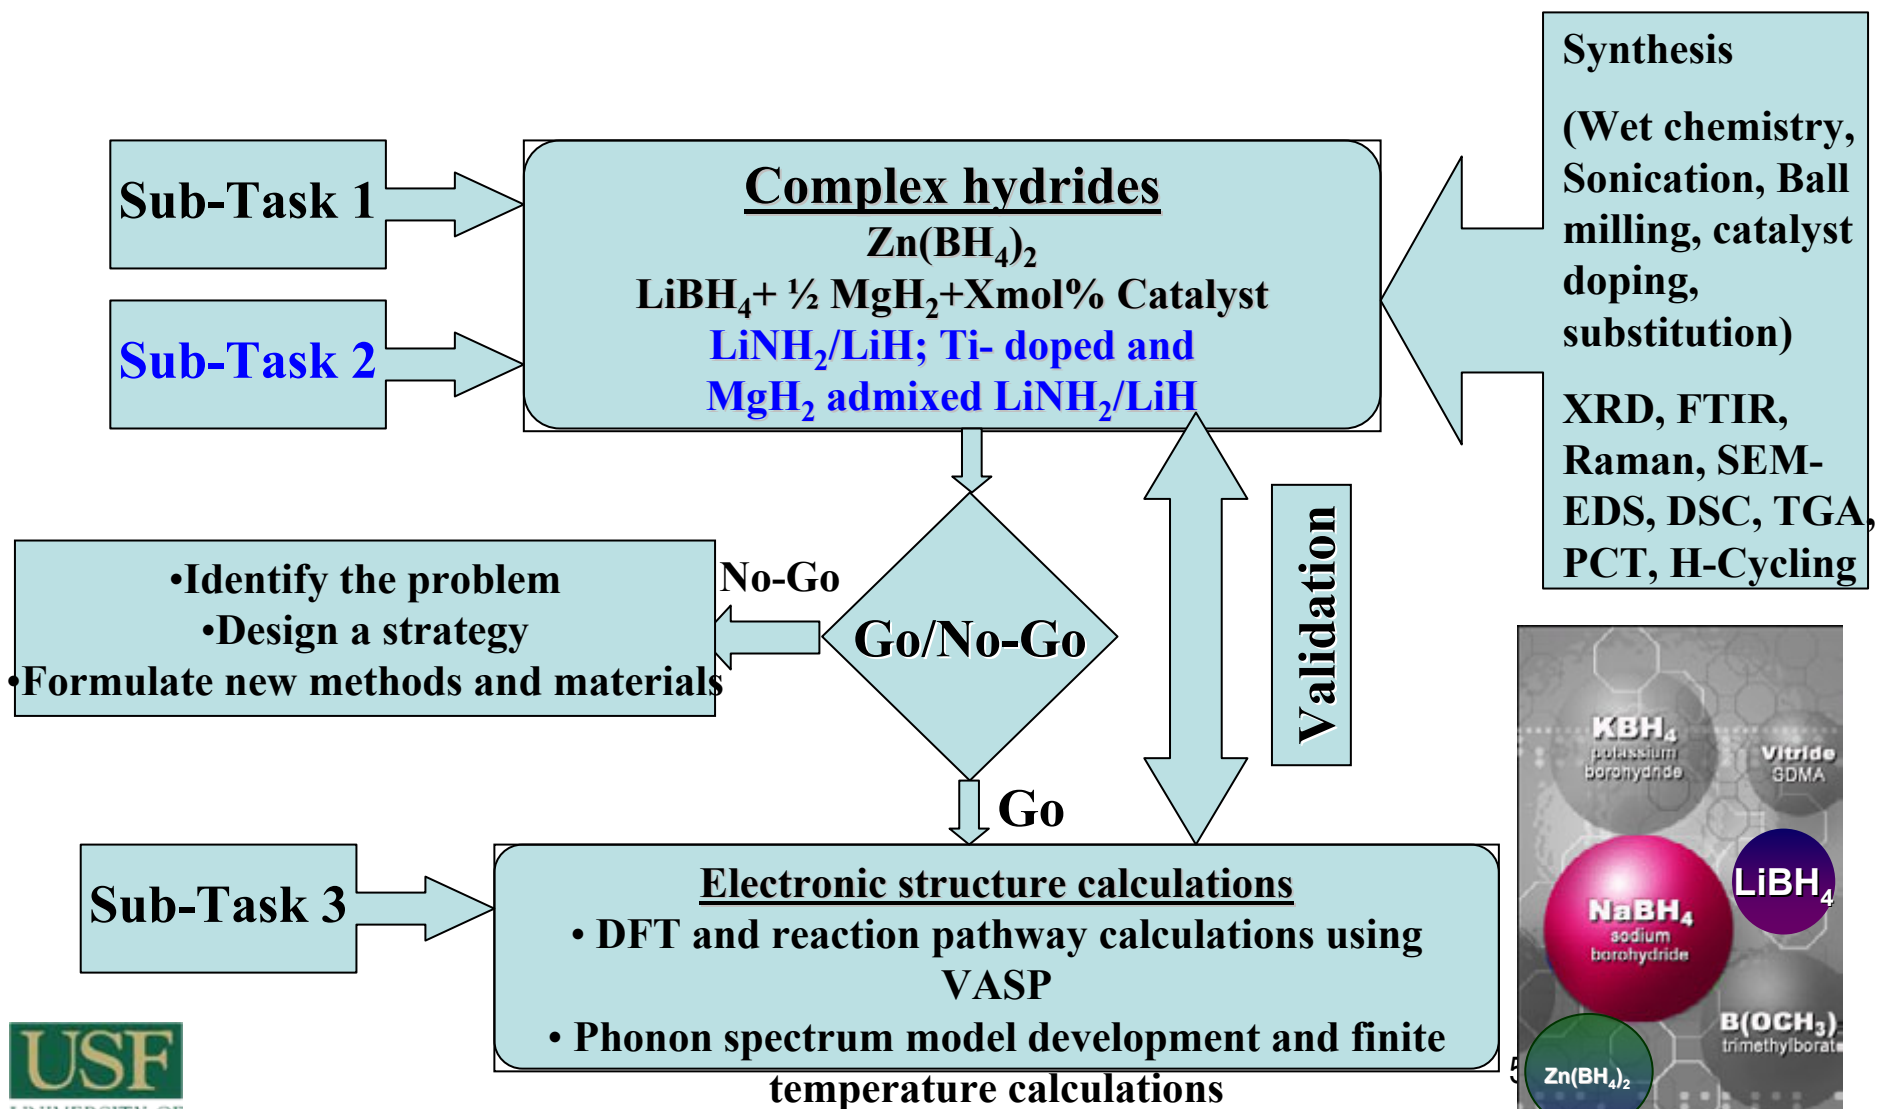 Synthesis
(Wet chemistry,
Sonication, Ball
milling, catalyst
doping,
substitution)
XRD, FTIR,
Raman, SEM-
EDS, DSC, TGA,
PCT, H-Cycling
Sub-Task 1
Sub-Task 2
Complex hydrides
Zn(BH₄)₂
LiBH₄+ ½ MgH₂+Xmol% Catalyst
LiNH₂/LiH; Ti- doped and
MgH₂ admixed LiNH₂/LiH
•Identify the problem
•Design a strategy
•Formulate new methods and materials
No-Go
Go/No-Go
Validation
Go
Sub-Task 3
Electronic structure calculations
• DFT and reaction pathway calculations using
VASP
• Phonon spectrum model development and finite
temperature calculations
KBH₄
potassium
borohydride
Vitride
SDMA
LiBH₄
NaBH₄
sodium
borohydride
B(OCH₃)
trimethylborate
Zn(BH₄)₂
5
USF
UNIVERSITY OF